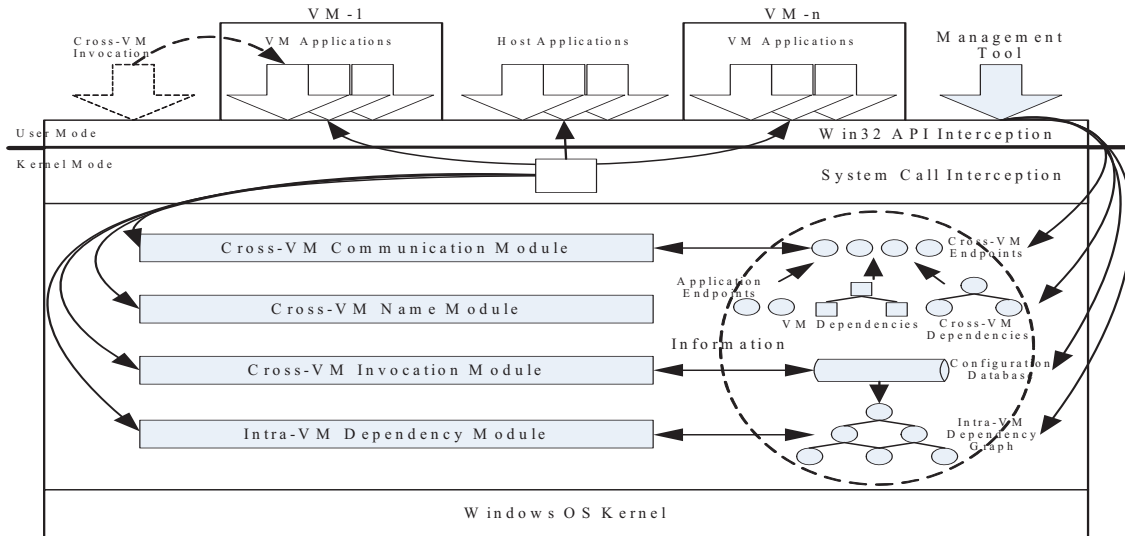 VM-1
VM-n
Cross-VM
Invocation
VM Applications
Host Applications
VM Applications
Management
Tool
User Mode
Win32 API Interception
Kernel Mode
System Call Interception
Cross-VM Communication Module
Cross-VM
Endpoints
Application
Endpoints
Cross-VM Name Module
VM Dependencies
Cross-VM
Dependencies
Information
Cross-VM Invocation Module
Configuration
Database
Intra-VM Dependency Module
Intra-VM
Dependency
Graph
Windows OS Kernel